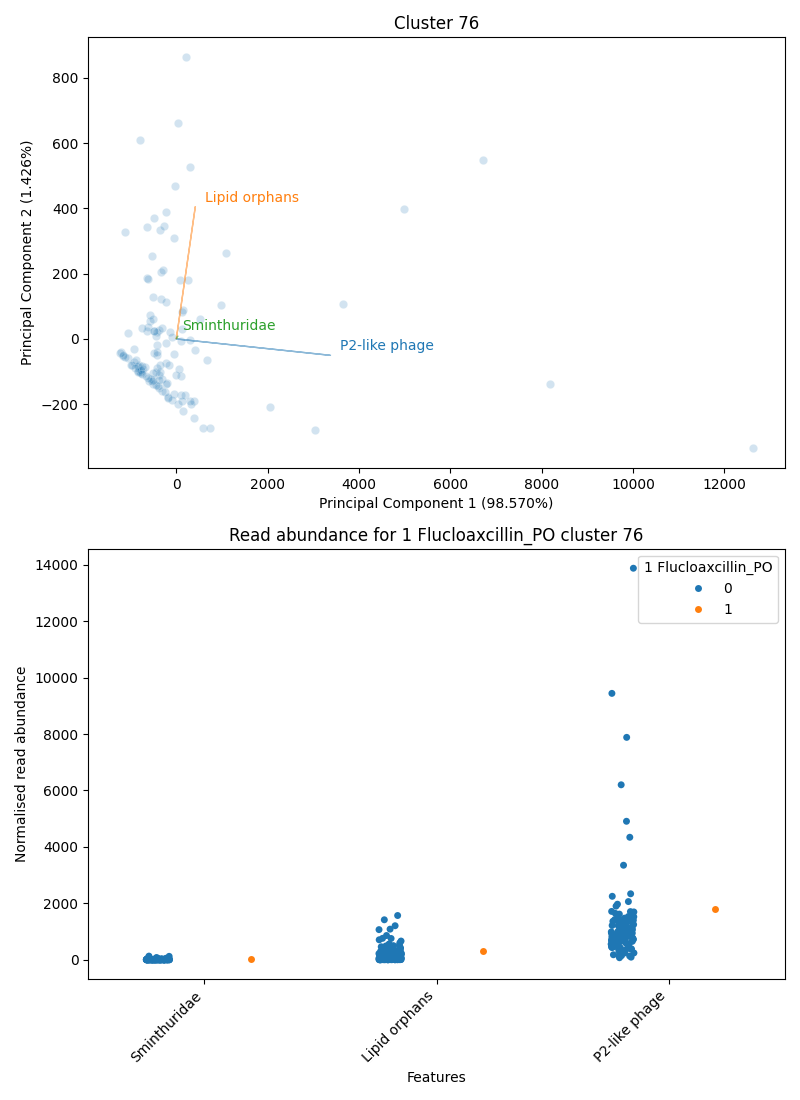 Cluster 76
800
600
400
200
0
−200
Principal Component 2 (1.426%)
Lipid orphans
Sminthuridae
P2-like phage
0 2000 4000 6000 8000 10000 12000
Principal Component 1 (98.570%)
Read abundance for 1 Flucloaxcillin_PO cluster 76
14000
12000
10000
8000
6000
4000
2000
0
Normalised read abundance
1 Flucloaxcillin_PO
0
1
Sminthuridae
Lipid orphans
P2-like phage
Features